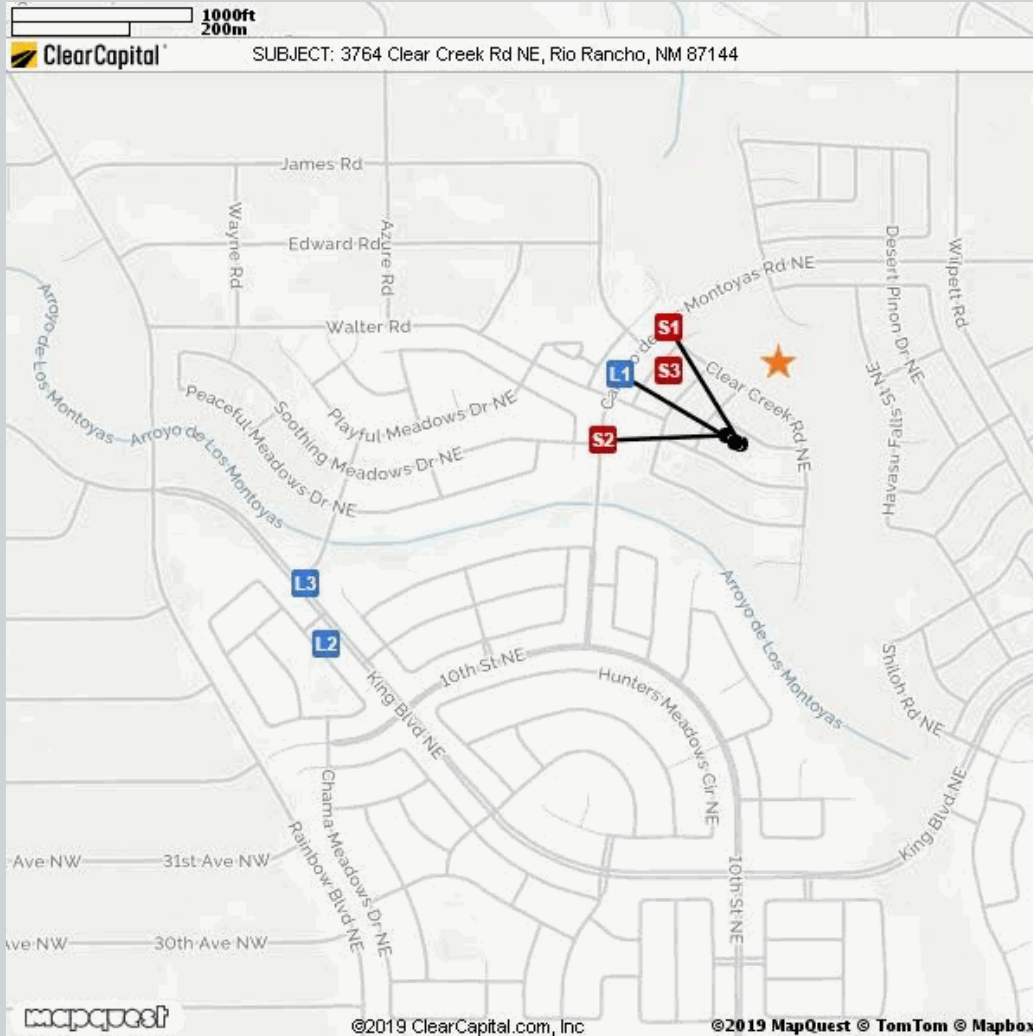 1000ft
200m
ClearCapital
SUBJECT: 3764 Clear Creek Rd NE, Rio Rancho, NM 87144
James Rd
Wayne Rd
Azure Rd
Edward Rd
Montoyas Rd NE
Desert Pinon Dr NE
Wilpett Rd
Arroyo de Los Montoyas
Walter Rd
S1
S3
L1
Clear Creek Rd NE
Peaceful Meadows Dr NE
Soothing Meadows Dr NE
Playful Meadows Dr NE
S2
Havasu Falls St NE
Arroyo de Los Montoyas
L3
L2
Arroyo de Los Montoyas
10th St NE
Hunters Meadows Cir NE
Shiloh Rd NE
King Blvd NE
King Blvd NE
Chama Meadows Dr NE
Rainbow Blvd NE
Ave NW
31st Ave NW
10th St NE
Ave NW
30th Ave NW
mapquest
©2019 ClearCapital.com, Inc
©2019 MapQuest © TomTom © Mapbox